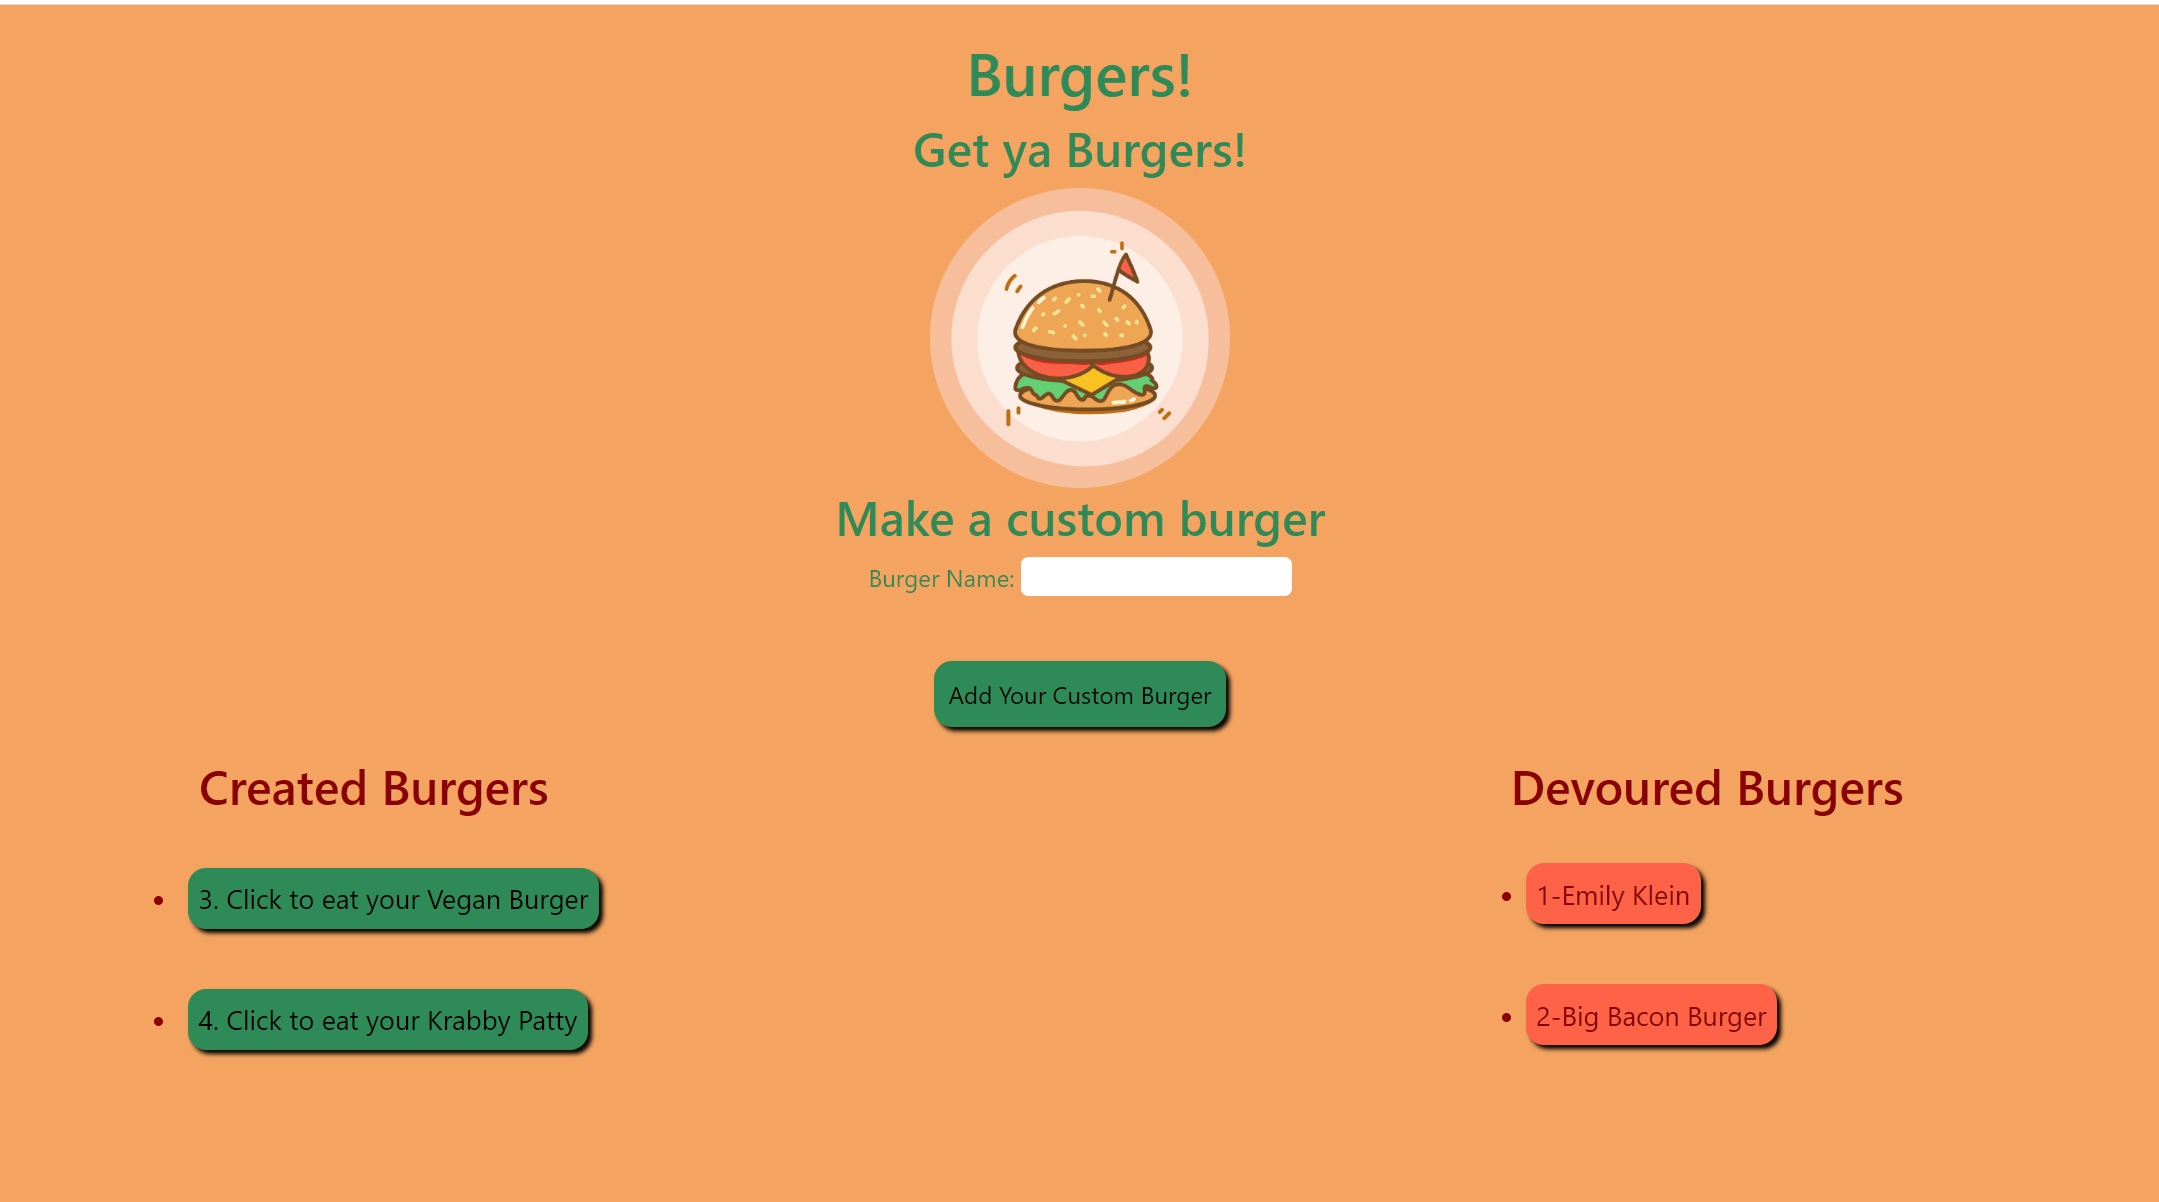 Burgers!
Get ya Burgers!
Make a custom burger
Burger Name:
Add Your Custom Burger
Created Burgers
3. Click to eat your Vegan Burger
4. Click to eat your Krabby Patty
Devoured Burgers
1-Emily Klein
2-Big Bacon Burger